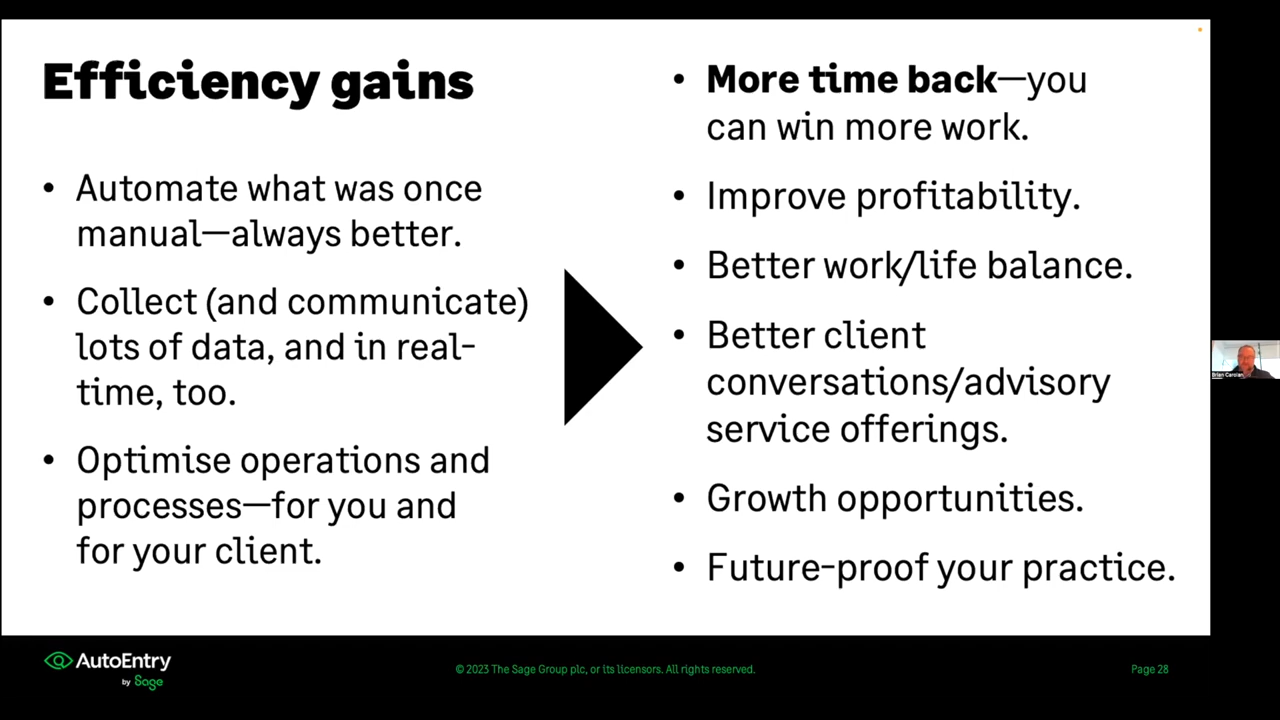 Efficiency gains
• Automate what was once
manual—always better.
• Collect (and communicate)
lots of data, and in real-
time, too.
• Optimise operations and
processes—for you and
for your client.
• More time back—you
can win more work.
• Improve profitability.
• Better work/life balance.
• Better client
conversations/advisory
service offerings.
• Growth opportunities.
• Future-proof your practice.
Brian Carolan
AutoEntry
by Sage
© 2023 The Sage Group plc, or its licensors. All rights reserved.
Page 28